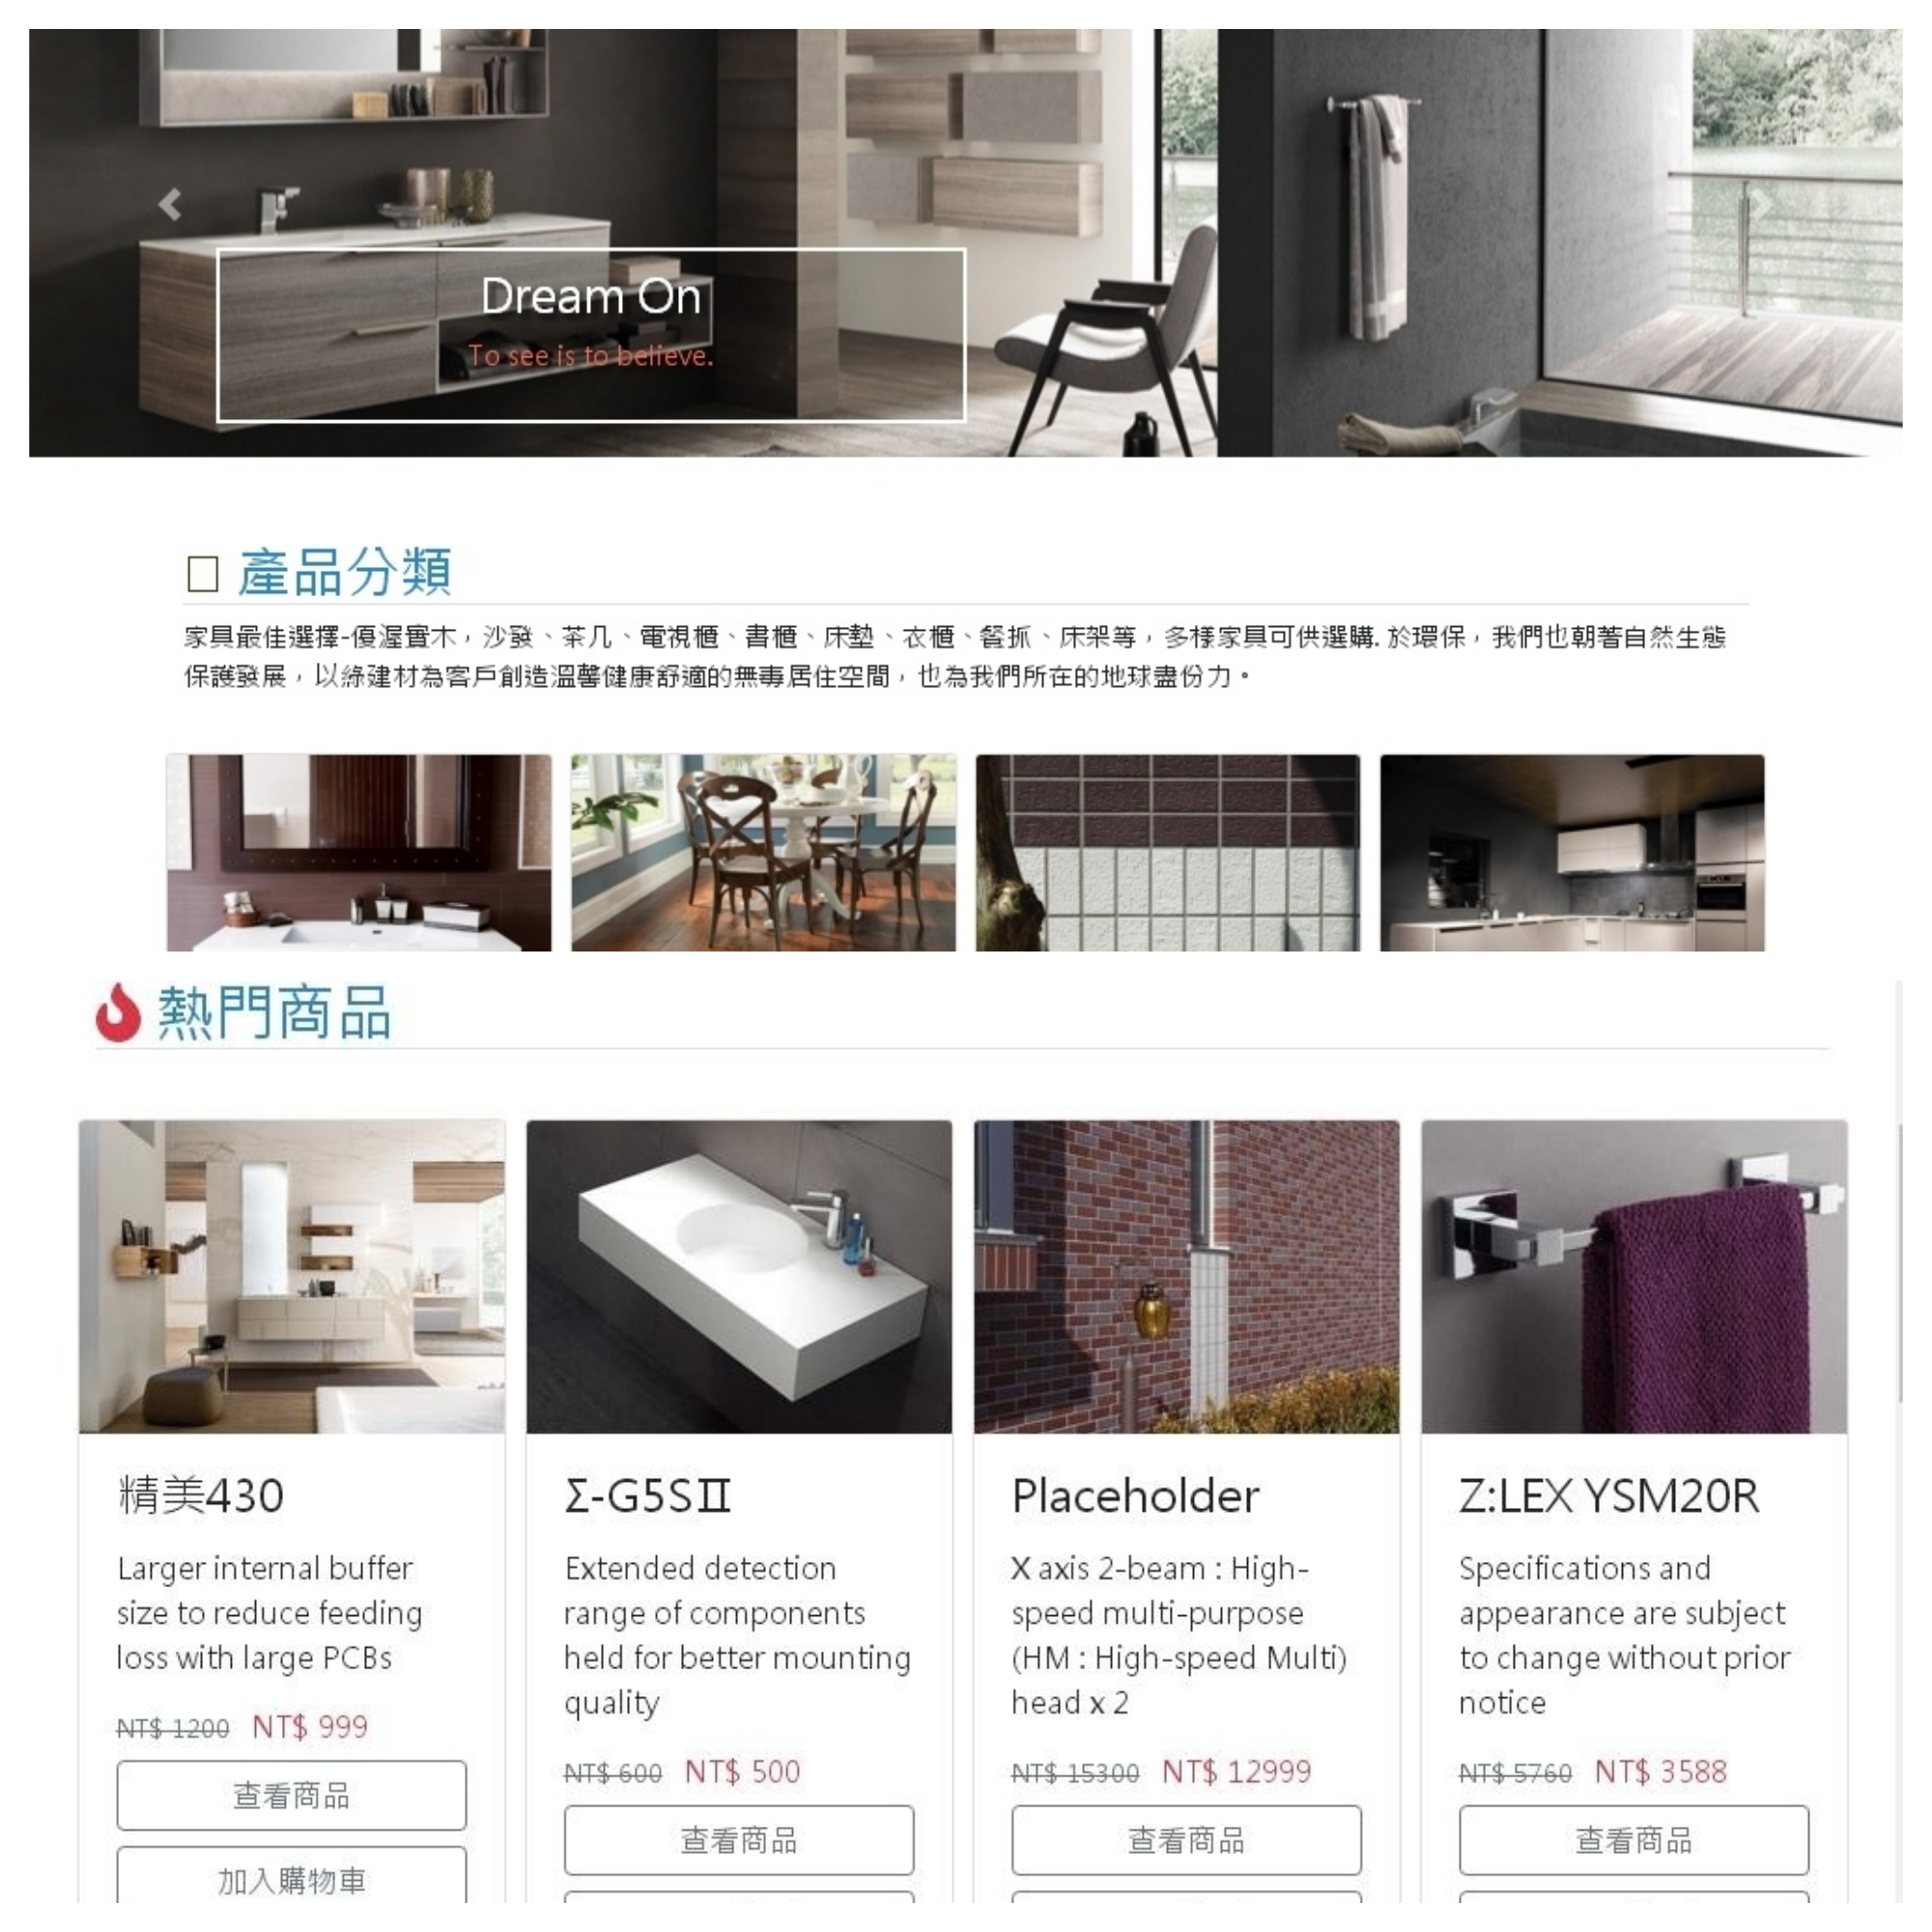 Dream On
To see is to believe.
產品分類
家具最佳選擇-優渥實木，沙發、茶几、電視櫃、書櫃、床墊、衣櫃、餐抓、床架等，多樣家具可供選購. 於環保，我們也朝著自然生態
保護發展，以綠建材為客戶創造溫馨健康舒適的無毒居住空間，也為我們所在的地球盡份力。
熱門商品
精美430
Larger internal buffer
size to reduce feeding
loss with large PCBs
NT$ 1200 NT$ 999
查看商品
加入購物車
Σ-G5SⅡ
Extended detection
range of components
held for better mounting
quality
NT$ 600 NT$ 500
查看商品
Placeholder
X axis 2-beam : High-
speed multi-purpose
(HM : High-speed Multi)
head x 2
NT$ 15300 NT$ 12999
查看商品
Z:LEX YSM20R
Specifications and
appearance are subject
to change without prior
notice
NT$ 5760 NT$ 3588
查看商品